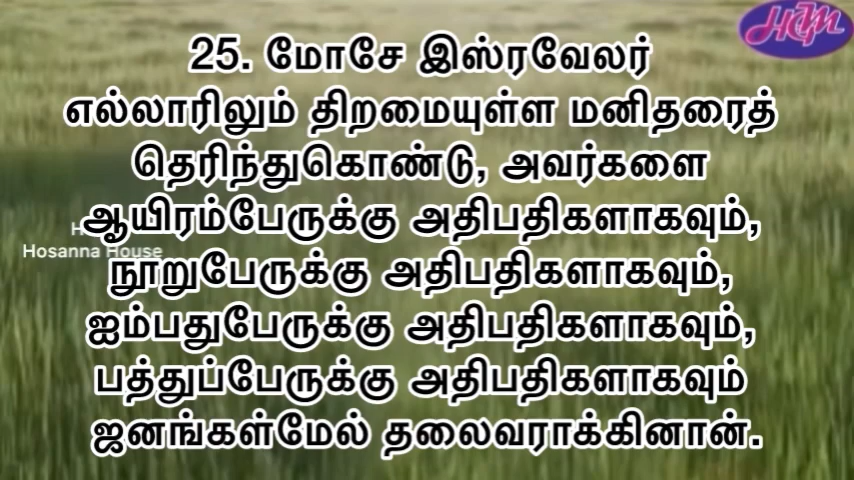 HCM
25. மோசே இஸ்ரவேலர்
எல்லாரிலும் திறமையுள்ள மனிதரைத்
தெரிந்துகொண்டு, அவர்களை
ஆயிரம்பேருக்கு அதிபதிகளாகவும்,
Hosanna House
நூறுபேருக்கு அதிபதிகளாகவும்,
ஐம்பதுபேருக்கு அதிபதிகளாகவும்,
பத்துப்பேருக்கு அதிபதிகளாகவும்
ஜனங்கள்மேல் தலைவராக்கினான்.